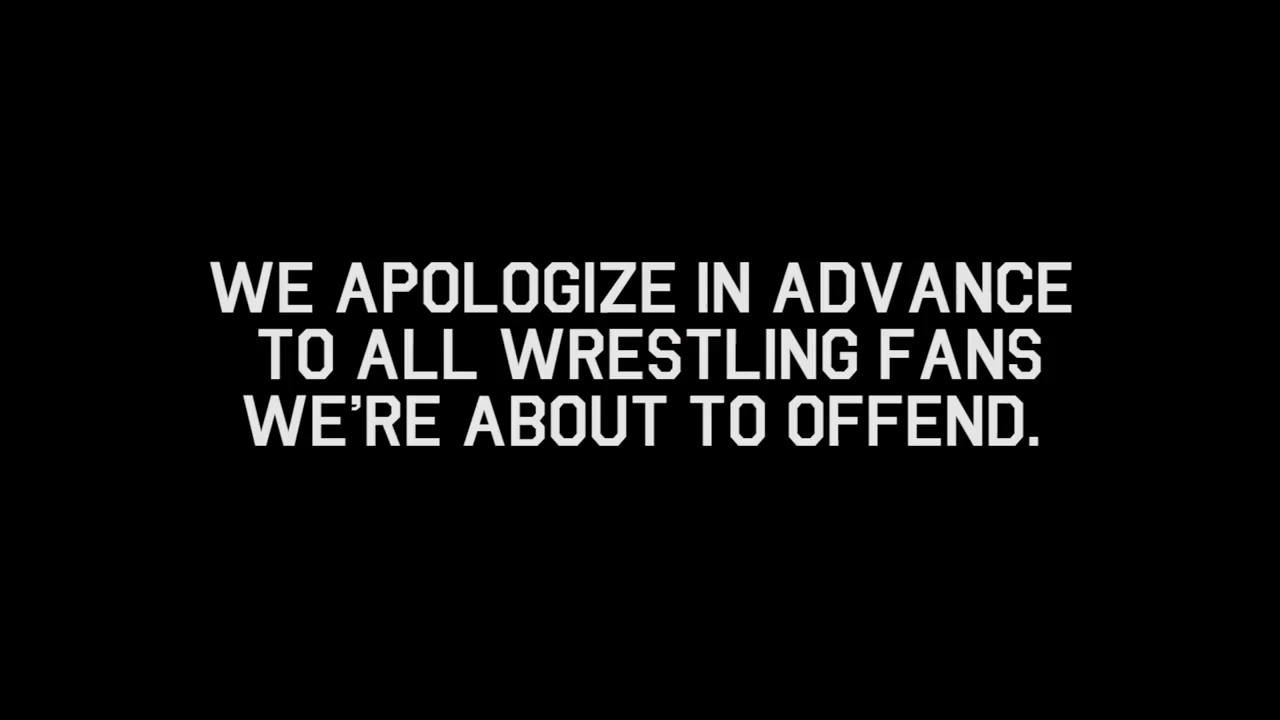 WE APOLOGIZE IN ADVANCE
TO ALL WRESTLING FANS
WE’RE ABOUT TO OFFEND.